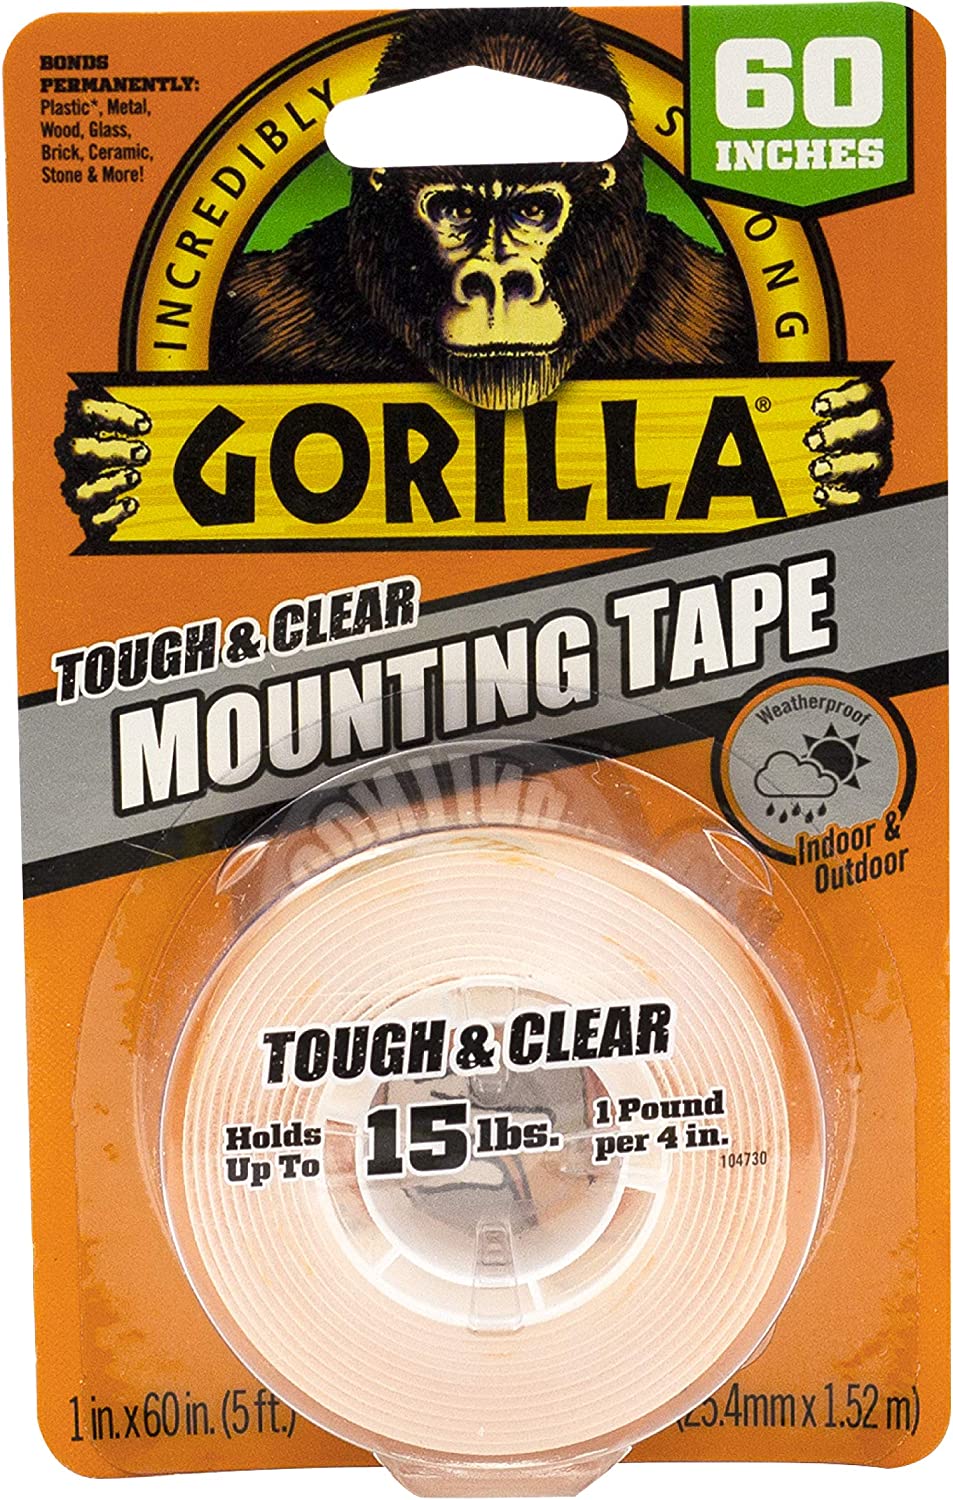 BONDS
PERMANENTLY:
Plastic*, Metal,
Wood, Glass,
Brick, Ceramic,
Stone & More!
60
INCHES
INCREDIBLY
GORILLA®
TOUGH & CLEAR
MOUNTING TAPE
Weatherproof
Indoor &
Outdoor
TOUGH & CLEAR
Holds
Up To
15 lbs.
1 Pound
per 4 in.
104730
1 in. x 60 in. (5 ft.)
(25.4mm x 1.52 m)